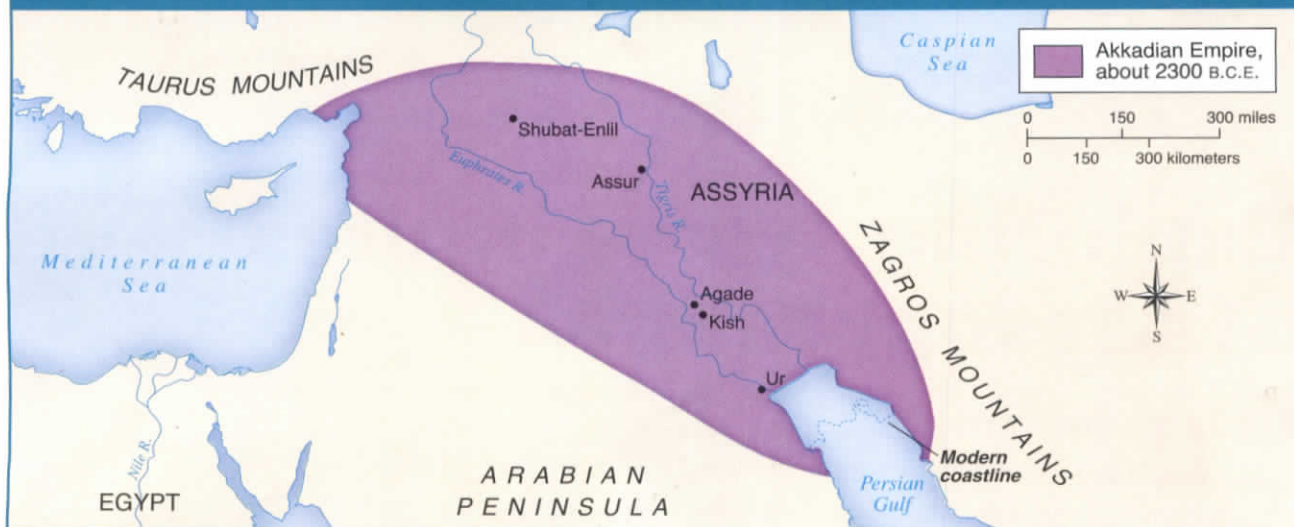 TAURUS MOUNTAINS
Caspian
Sea
Akkadian Empire,
about 2300 B.C.E.
0 150 300 miles
0 150 300 kilometers
Shubat-Enlil
Euphrates R.
Assur
Tigris R.
ASSYRIA
ZAGROS MOUNTAINS
N
W E
S
Mediterranean
Sea
Agade
Kish
Ur
Nile R.
EGYPT
ARABIAN
PENINSULA
Modern
coastline
Persian
Gulf